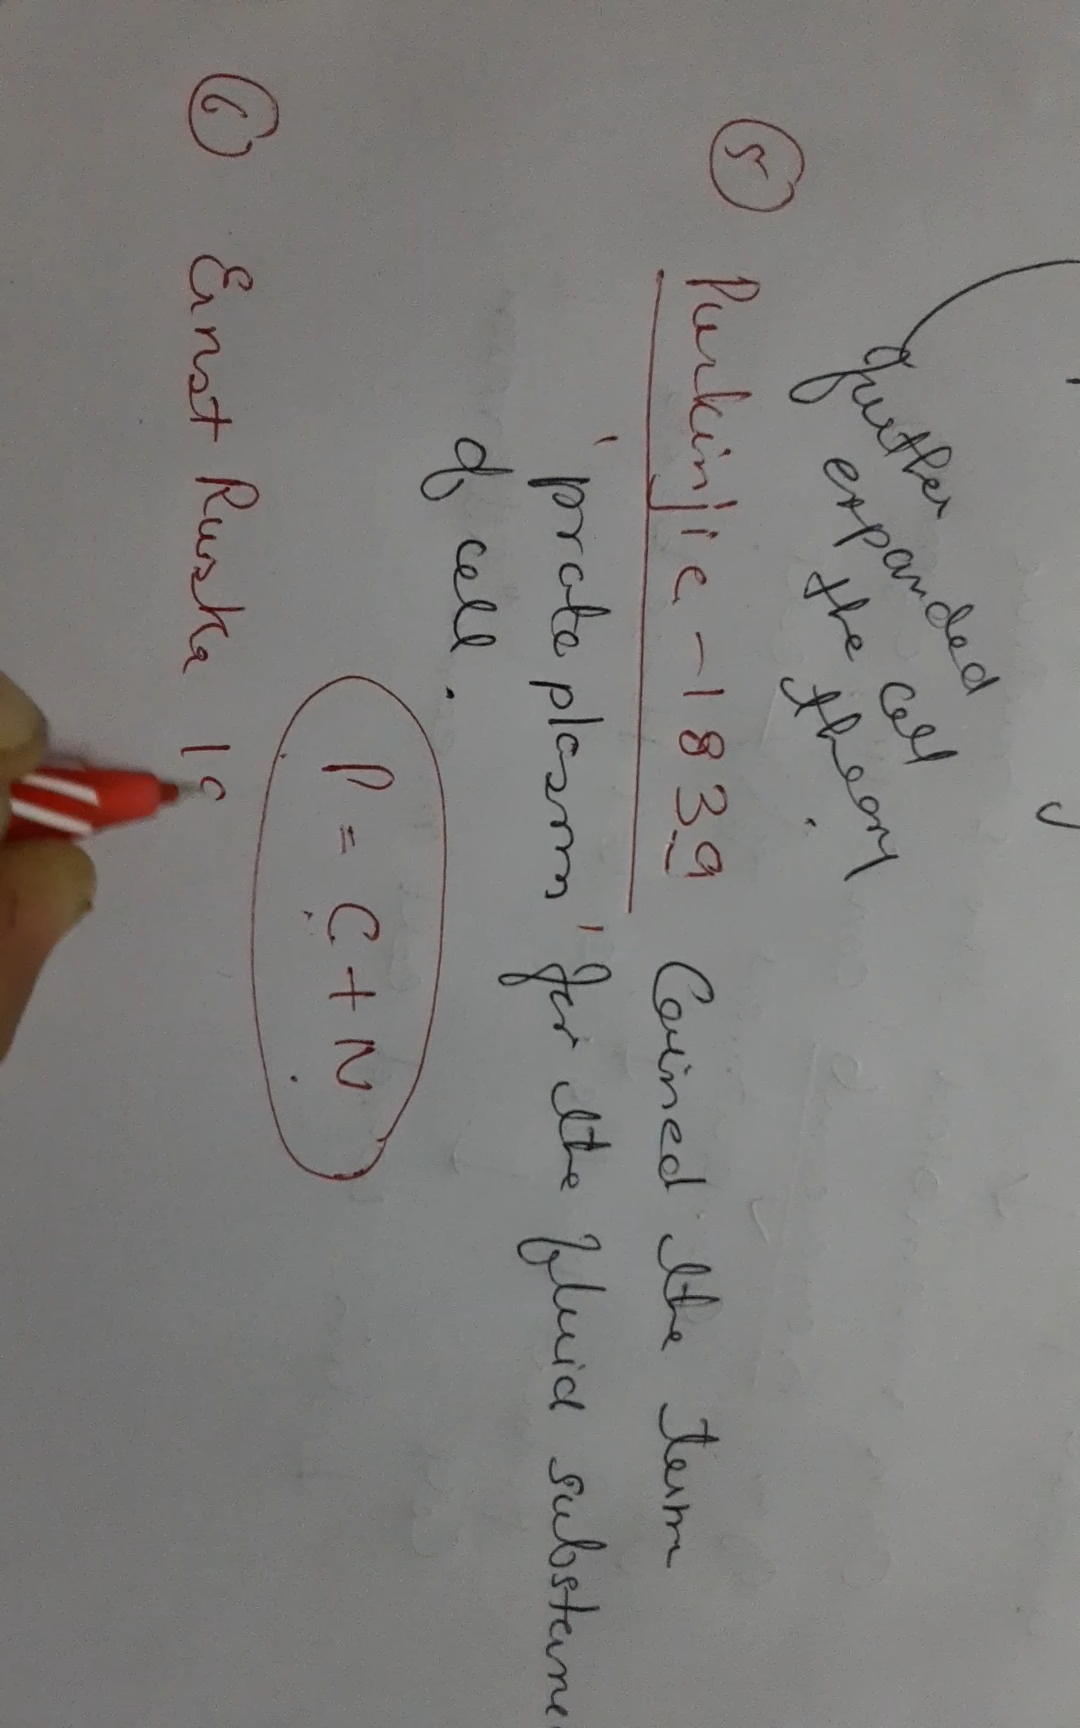 further
expanded
the cell
theory.
5 Purkinjie - 1839 Coined the term
'protoplasm' for the fluid substance
of cell.
P = C + N
6 Ernst Ruska 19